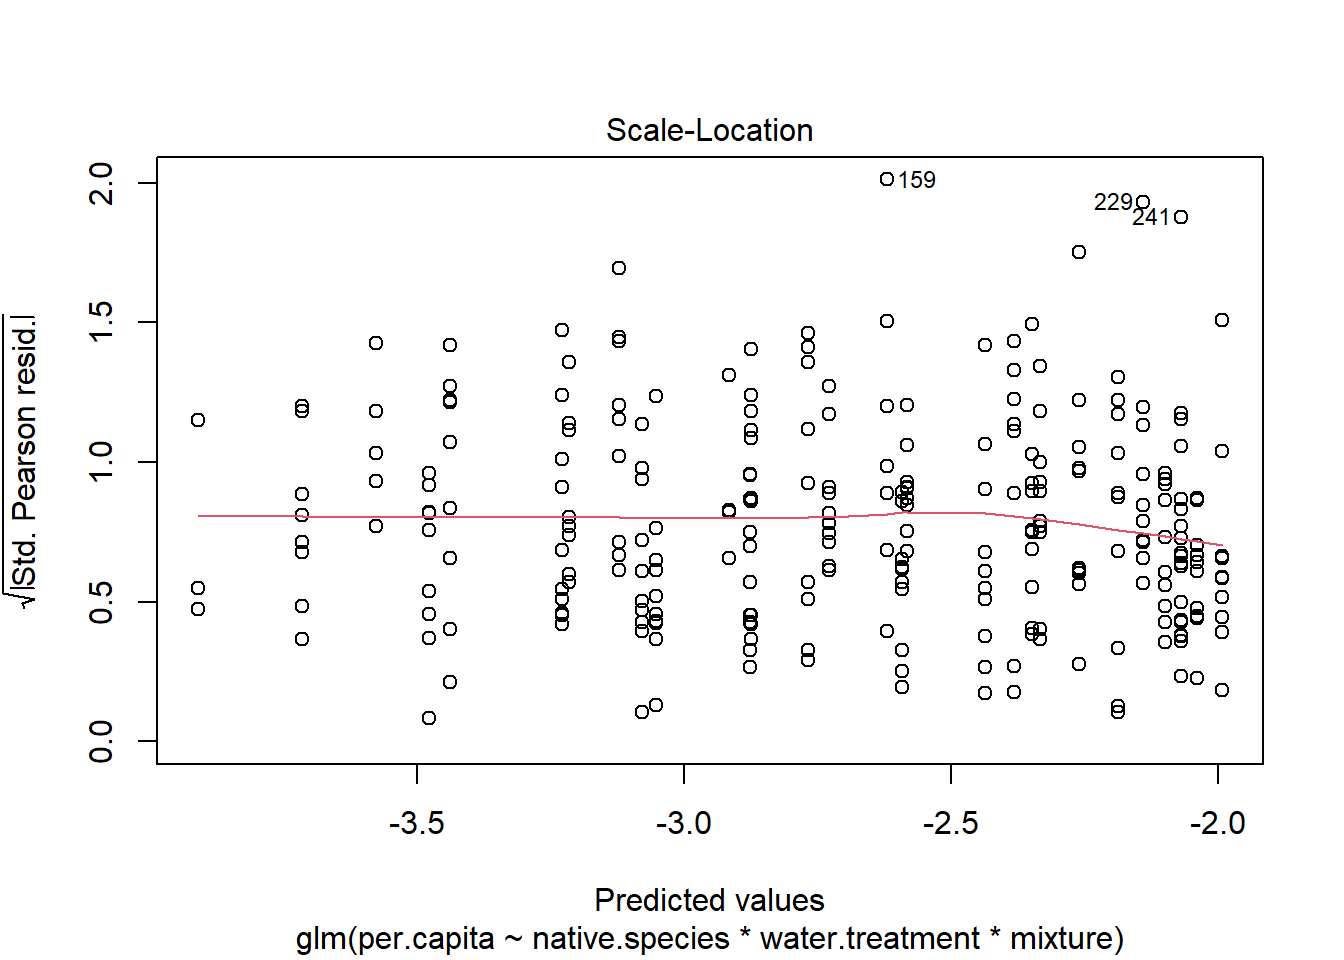 Scale-Location
√|Std. Pearson resid.|
2.0
1.5
1.0
0.5
0.0
159
229
241
-3.5 -3.0 -2.5 -2.0
Predicted values
glm(per.capita ~ native.species * water.treatment * mixture)